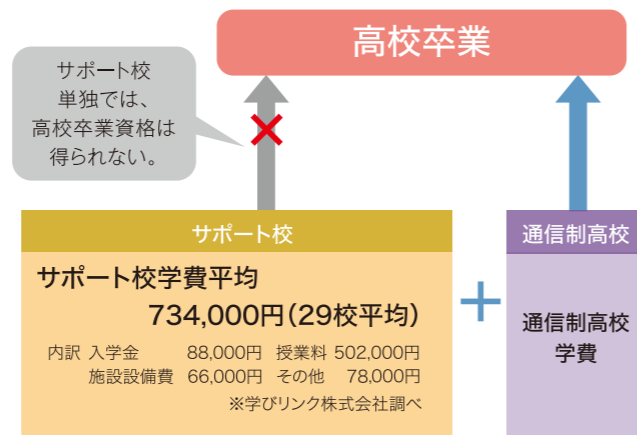 高校卒業
サポート校
単独では、
高校卒業資格は
得られない。
サポート校
サポート校学費平均
734,000円(29校平均)
内訳 入学金 88,000円 授業料 502,000円
施設設備費 66,000円 その他 78,000円
※学びリンク株式会社調べ
+
通信制高校
通信制高校
学費